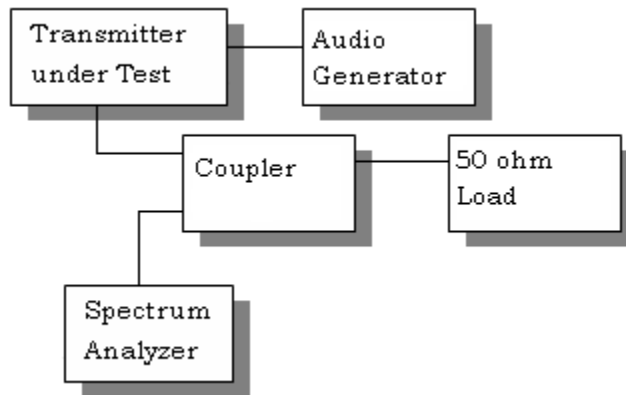 Transmitter
under Test
Audio
Generator
Coupler
50 ohm
Load
Spectrum
Analyzer